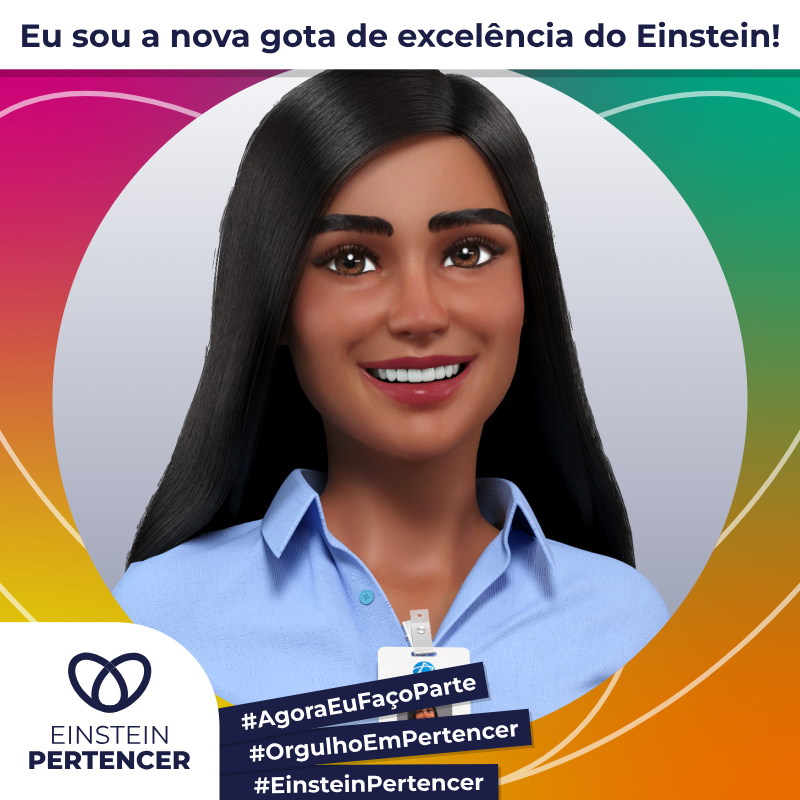 Eu sou a nova gota de excelência do Einstein!
#AgoraEuFaçoParte
#OrgulhoEmPertencer
#EinsteinPertencer
EINSTEIN
PERTENCER